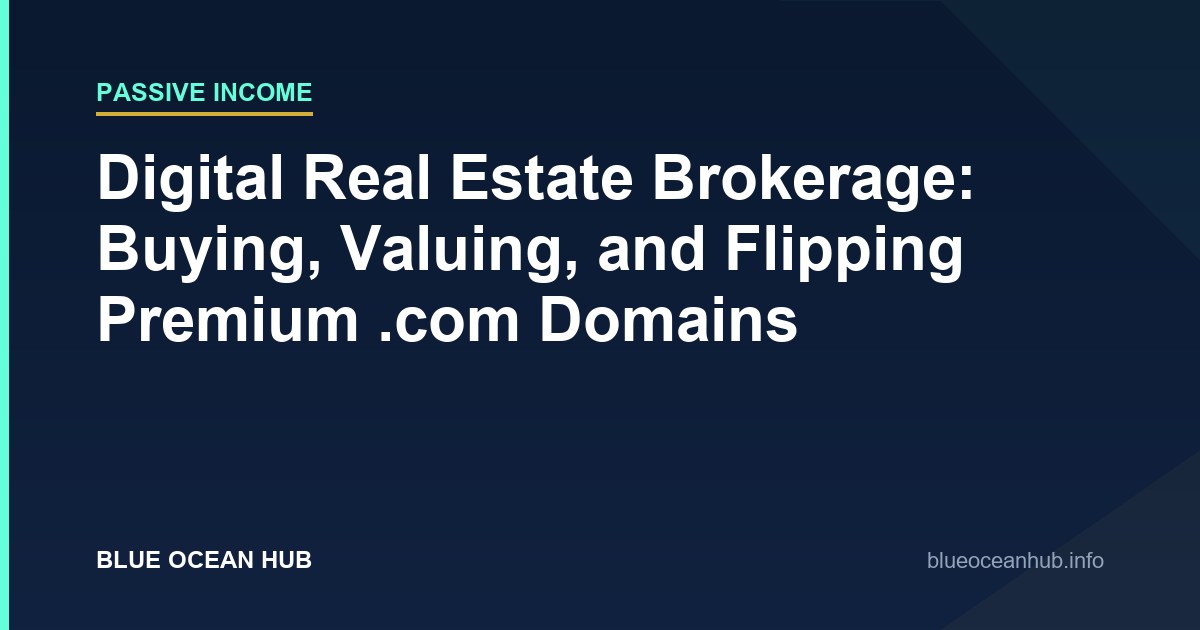 PASSIVE INCOME
Digital Real Estate Brokerage:
Buying, Valuing, and Flipping
Premium .com Domains
BLUE OCEAN HUB
blueoceanhub.info